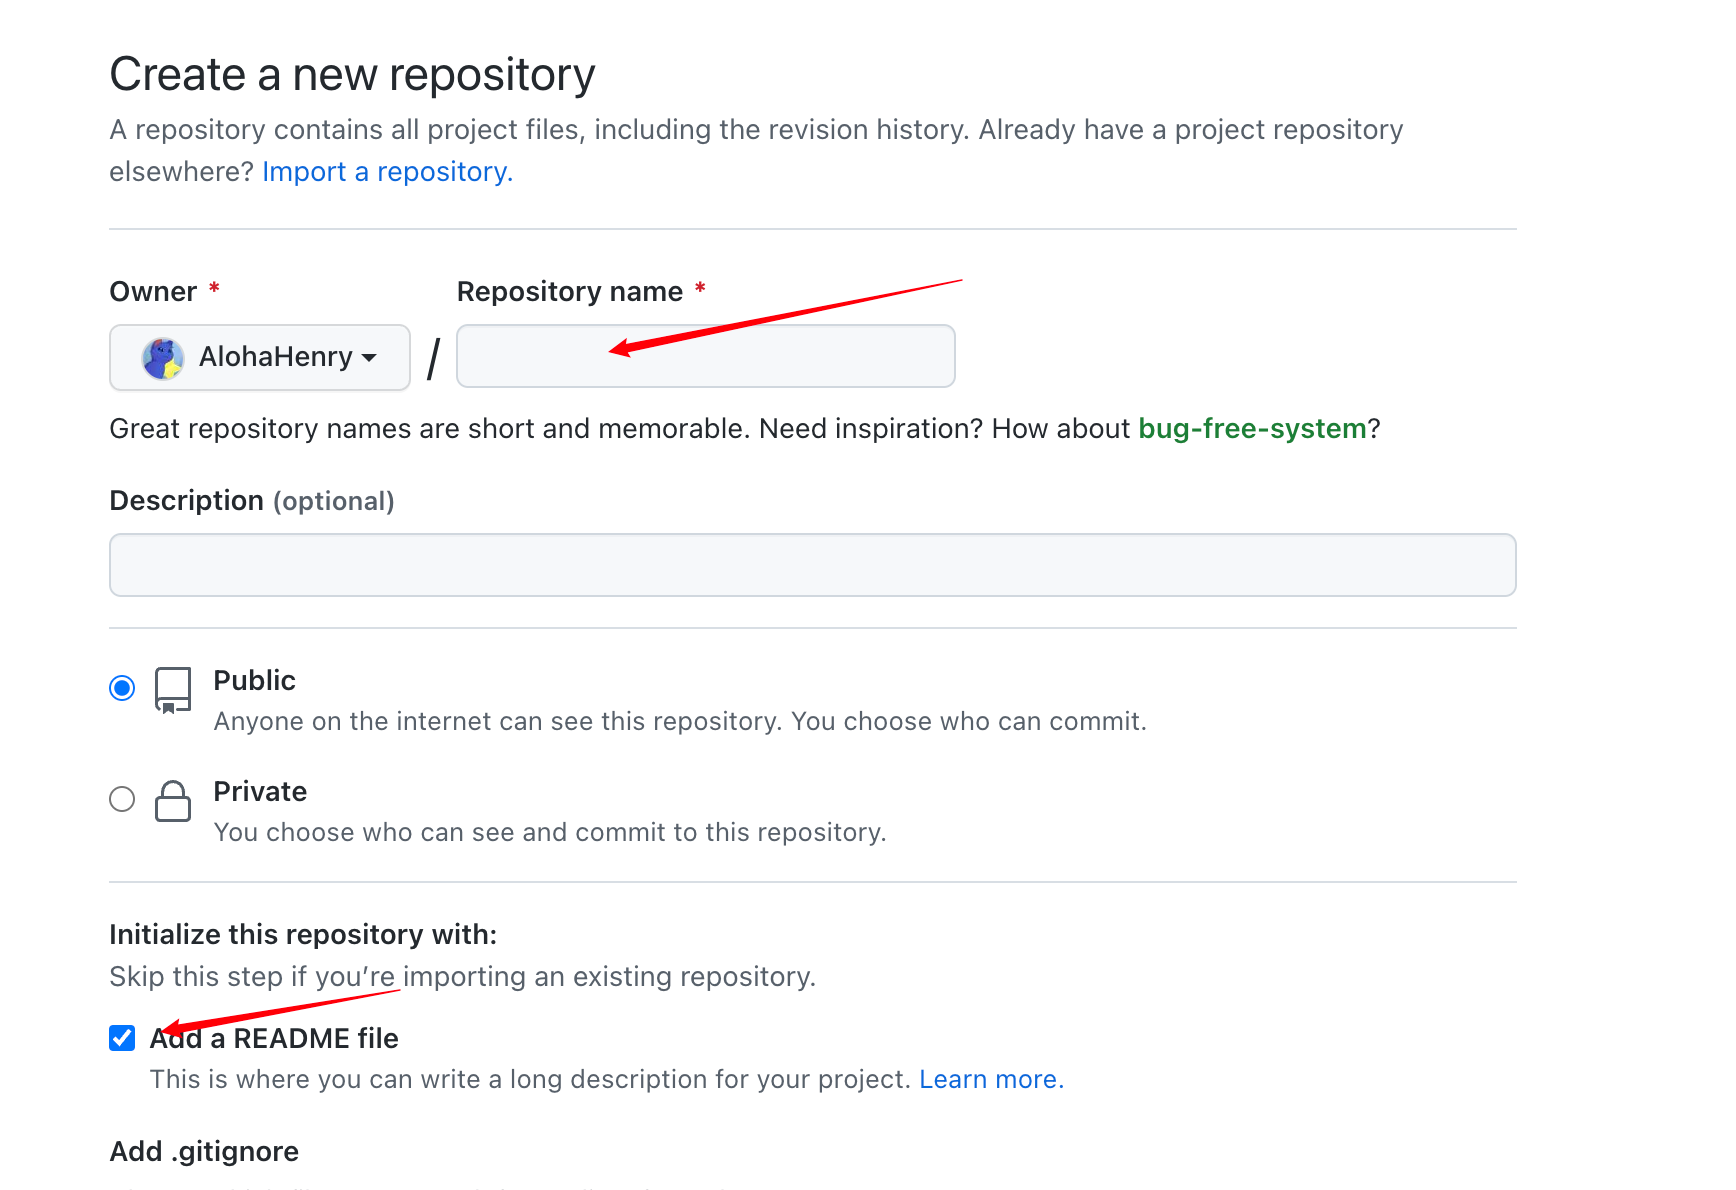 Create a new repository
A repository contains all project files, including the revision history. Already have a project repository
elsewhere? Import a repository.
Owner *
Repository name *
AlohaHenry
/
Great repository names are short and memorable. Need inspiration? How about bug-free-system?
Description (optional)
Public
Anyone on the internet can see this repository. You choose who can commit.
Private
You choose who can see and commit to this repository.
Initialize this repository with:
Skip this step if you’re importing an existing repository.
Add a README file
This is where you can write a long description for your project. Learn more.
Add .gitignore